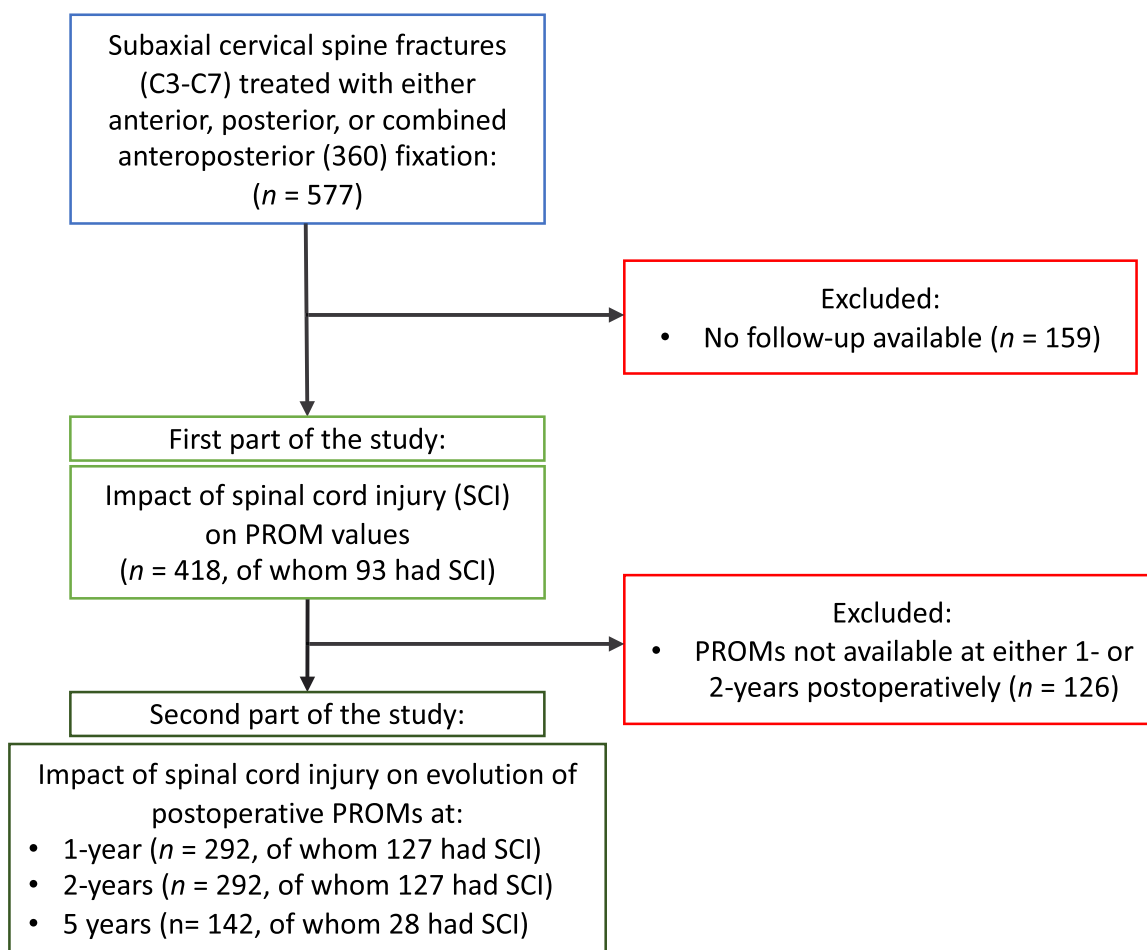 Subaxial cervical spine fractures
(C3-C7) treated with either
anterior, posterior, or combined
anteroposterior (360) fixation:
(n = 577)
Excluded:
• No follow-up available (n = 159)
First part of the study:
Impact of spinal cord injury (SCI)
on PROM values
(n = 418, of whom 93 had SCI)
Excluded:
• PROMs not available at either 1- or
2-years postoperatively (n = 126)
Second part of the study:
Impact of spinal cord injury on evolution of
postoperative PROMs at:
• 1-year (n = 292, of whom 127 had SCI)
• 2-years (n = 292, of whom 127 had SCI)
• 5 years (n= 142, of whom 28 had SCI)